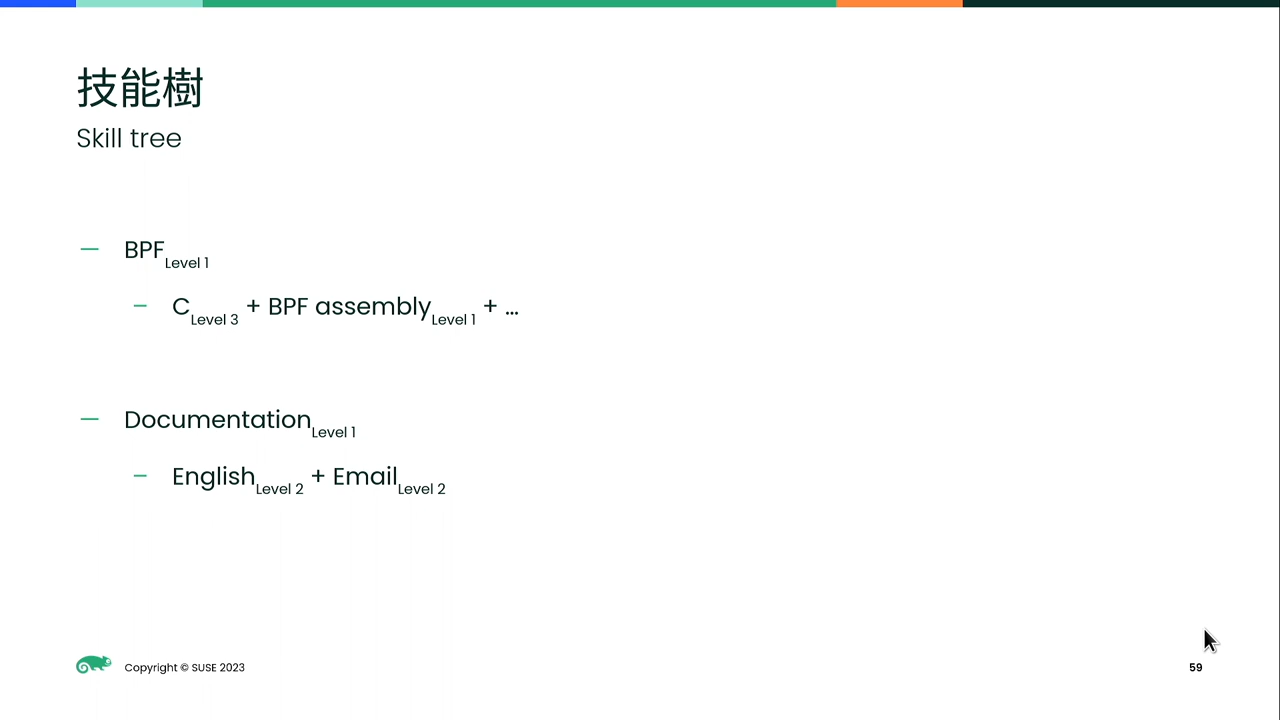 技能樹
Skill tree
— BPF Level 1
– C Level 3 + BPF assembly Level 1 + ...
— Documentation Level 1
– English Level 2 + Email Level 2
Copyright © SUSE 2023
59